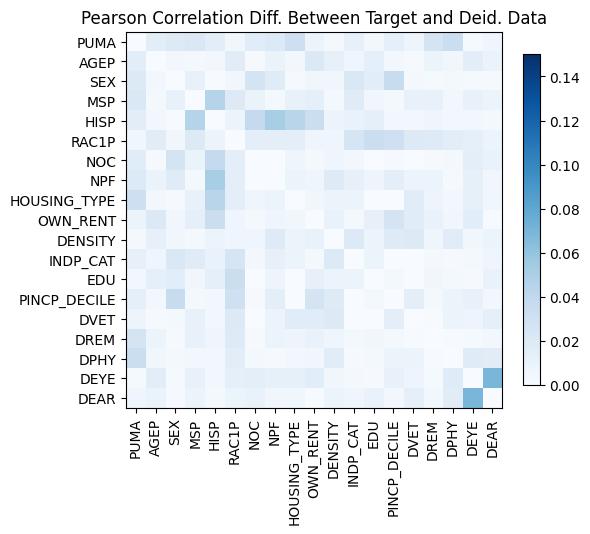 Pearson Correlation Diff. Between Target and Deid. Data
PUMA
AGEP
SEX
MSP
HISP
RAC1P
NOC
NPF
HOUSING_TYPE
OWN_RENT
DENSITY
INDP_CAT
EDU
PINCP_DECILE
DVET
DREM
DPHY
DEYE
DEAR
PUMA
AGEP
SEX
MSP
HISP
RAC1P
NOC
NPF
HOUSING_TYPE
OWN_RENT
DENSITY
INDP_CAT
EDU
PINCP_DECILE
DVET
DREM
DPHY
DEYE
DEAR
0.14
0.12
0.10
0.08
0.06
0.04
0.02
0.00